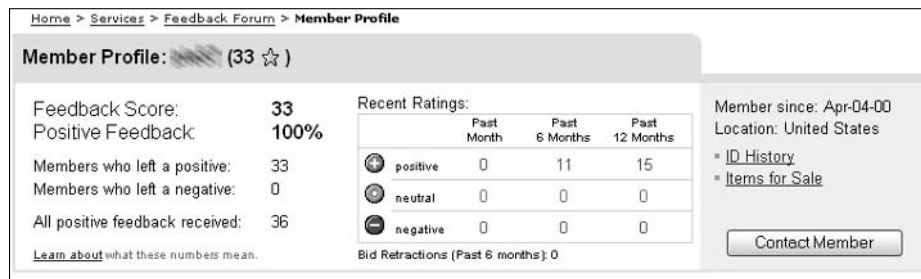 Home > Services > Feedback Forum > Member Profile
Member Profile: (33 ☆ )
Feedback Score: 33
Positive Feedback: 100%
Members who left a positive: 33
Members who left a negative: 0
All positive feedback received: 36
Learn about what these numbers mean.
Recent Ratings:
Past Month Past 6 Months Past 12 Months
positive 0 11 15
neutral 0 0 0
negative 0 0 0
Bid Retractions (Past 6 months): 0
Member since: Apr-04-00
Location: United States
ID History
Items for Sale
Contact Member